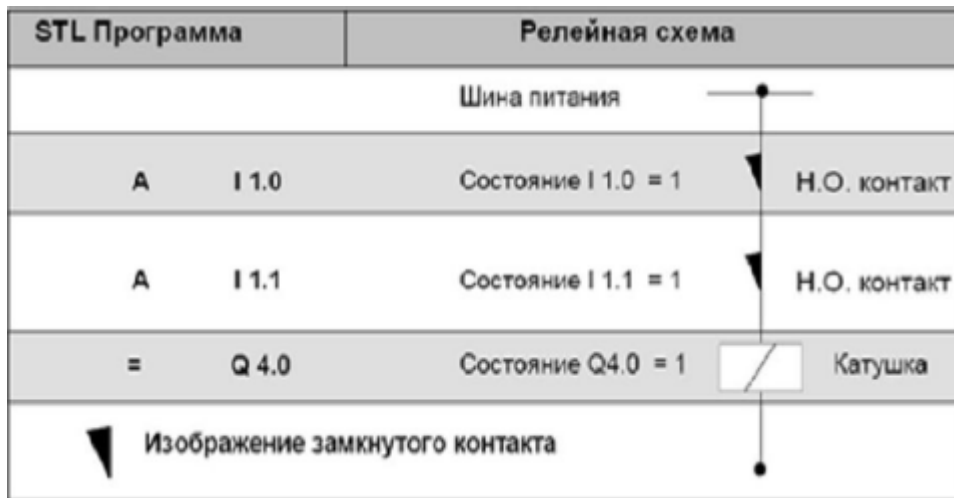 STL Программа Релейная схема
Шина питания
A I 1.0 Состояние I 1.0 = 1 Н.О. контакт
A I 1.1 Состояние I 1.1 = 1 Н.О. контакт
= Q 4.0 Состояние Q4.0 = 1 Катушка
Изображение замкнутого контакта